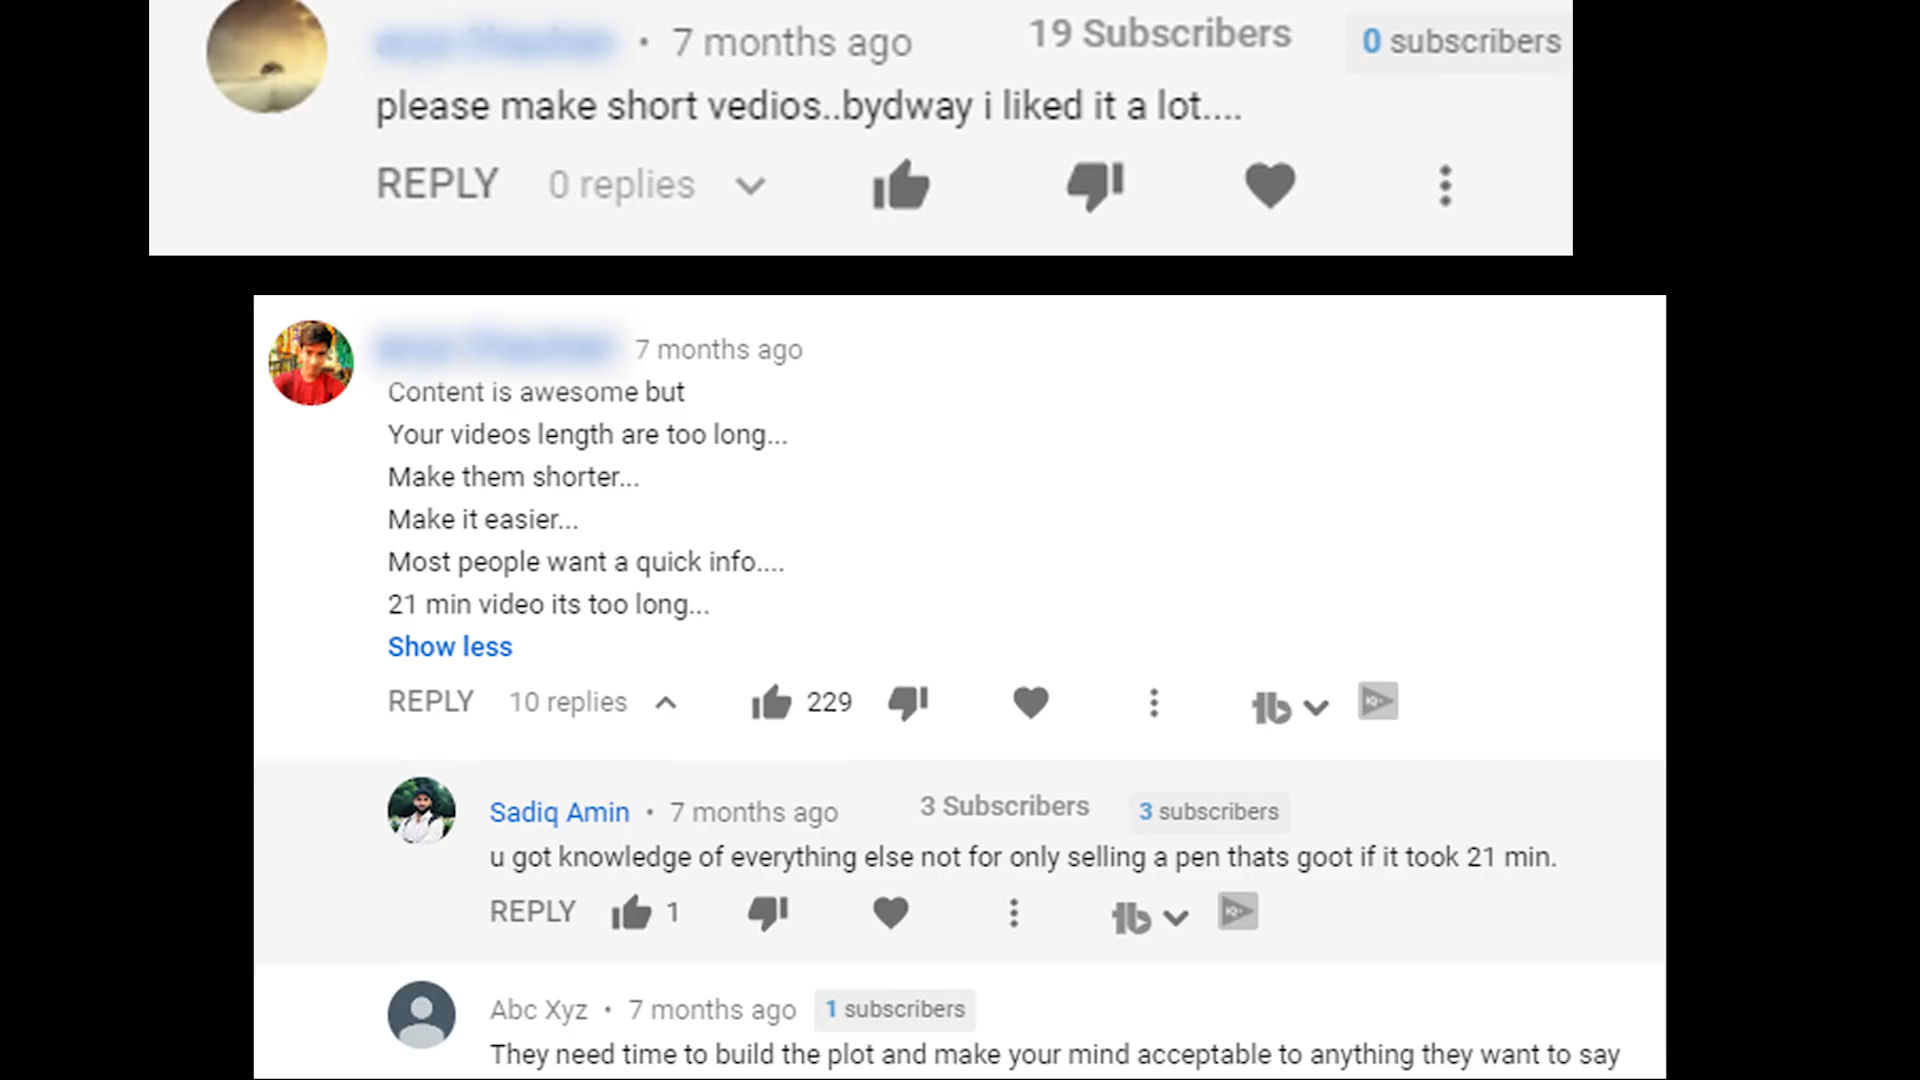 7 months ago 19 Subscribers 0 subscribers
please make short vedios..bydway i liked it a lot....
REPLY 0 replies
7 months ago
Content is awesome but
Your videos length are too long...
Make them shorter...
Make it easier...
Most people want a quick info....
21 min video its too long...
Show less
REPLY 10 replies 229
Sadiq Amin • 7 months ago 3 Subscribers 3 subscribers
u got knowledge of everything else not for only selling a pen thats goot if it took 21 min.
REPLY 1
Abc Xyz • 7 months ago 1 subscribers
They need time to build the plot and make your mind acceptable to anything they want to say